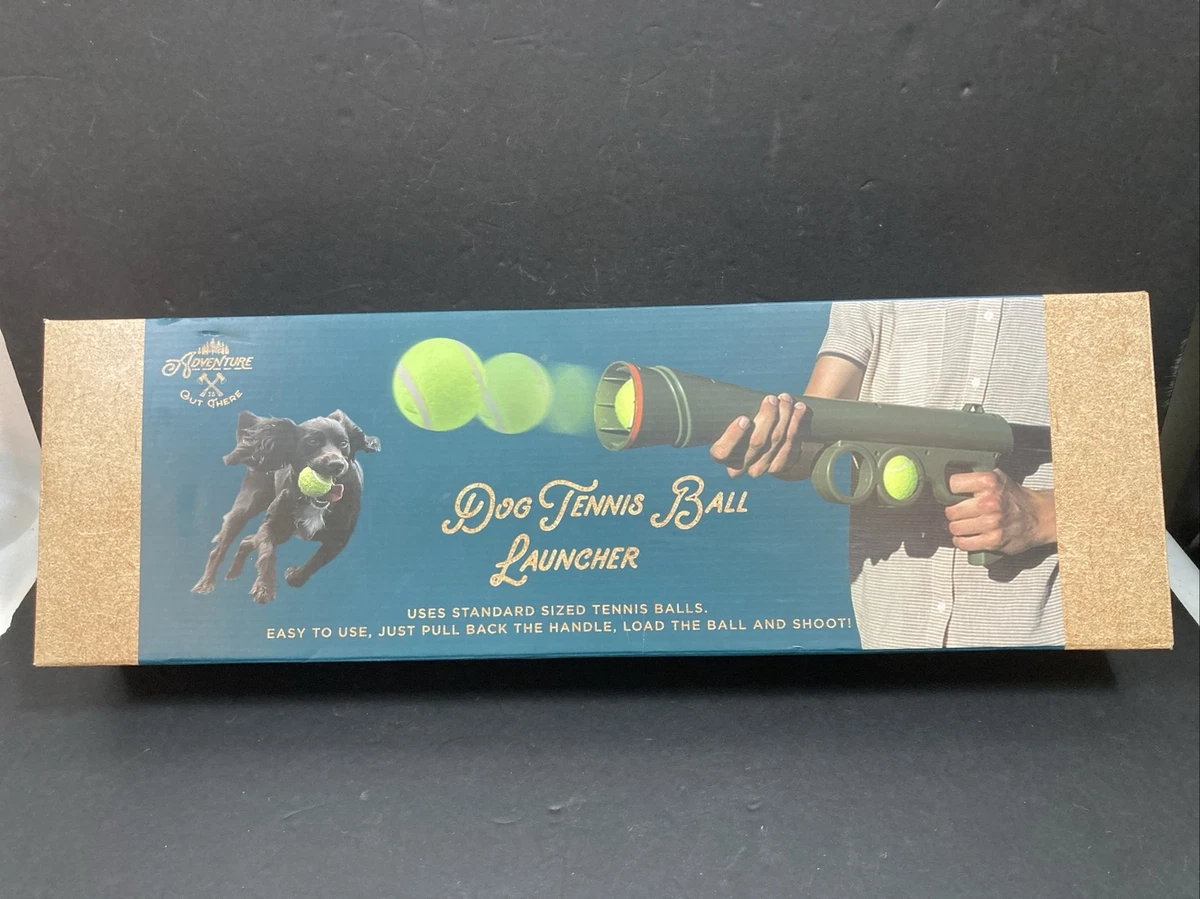 ADVENTURE
IS
OUT THERE
DOG TENNIS BALL
LAUNCHER
USES STANDARD SIZED TENNIS BALLS.
EASY TO USE, JUST PULL BACK THE HANDLE, LOAD THE BALL AND SHOOT!